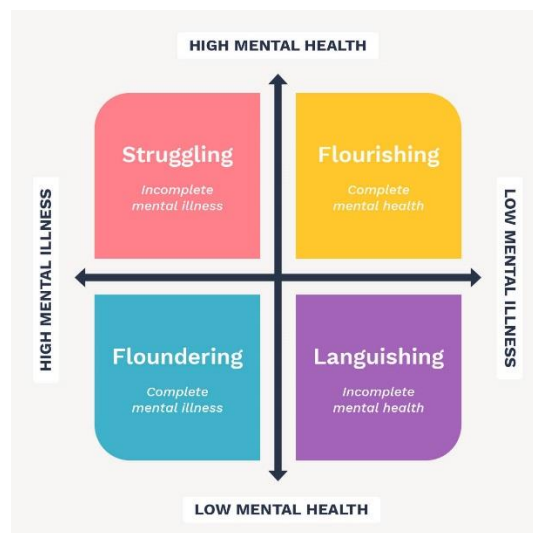 HIGH MENTAL HEALTH
Struggling
Incomplete
mental illness
Flourishing
Complete
mental health
HIGH MENTAL ILLNESS
LOW MENTAL ILLNESS
Floundering
Complete
mental illness
Languishing
Incomplete
mental health
LOW MENTAL HEALTH